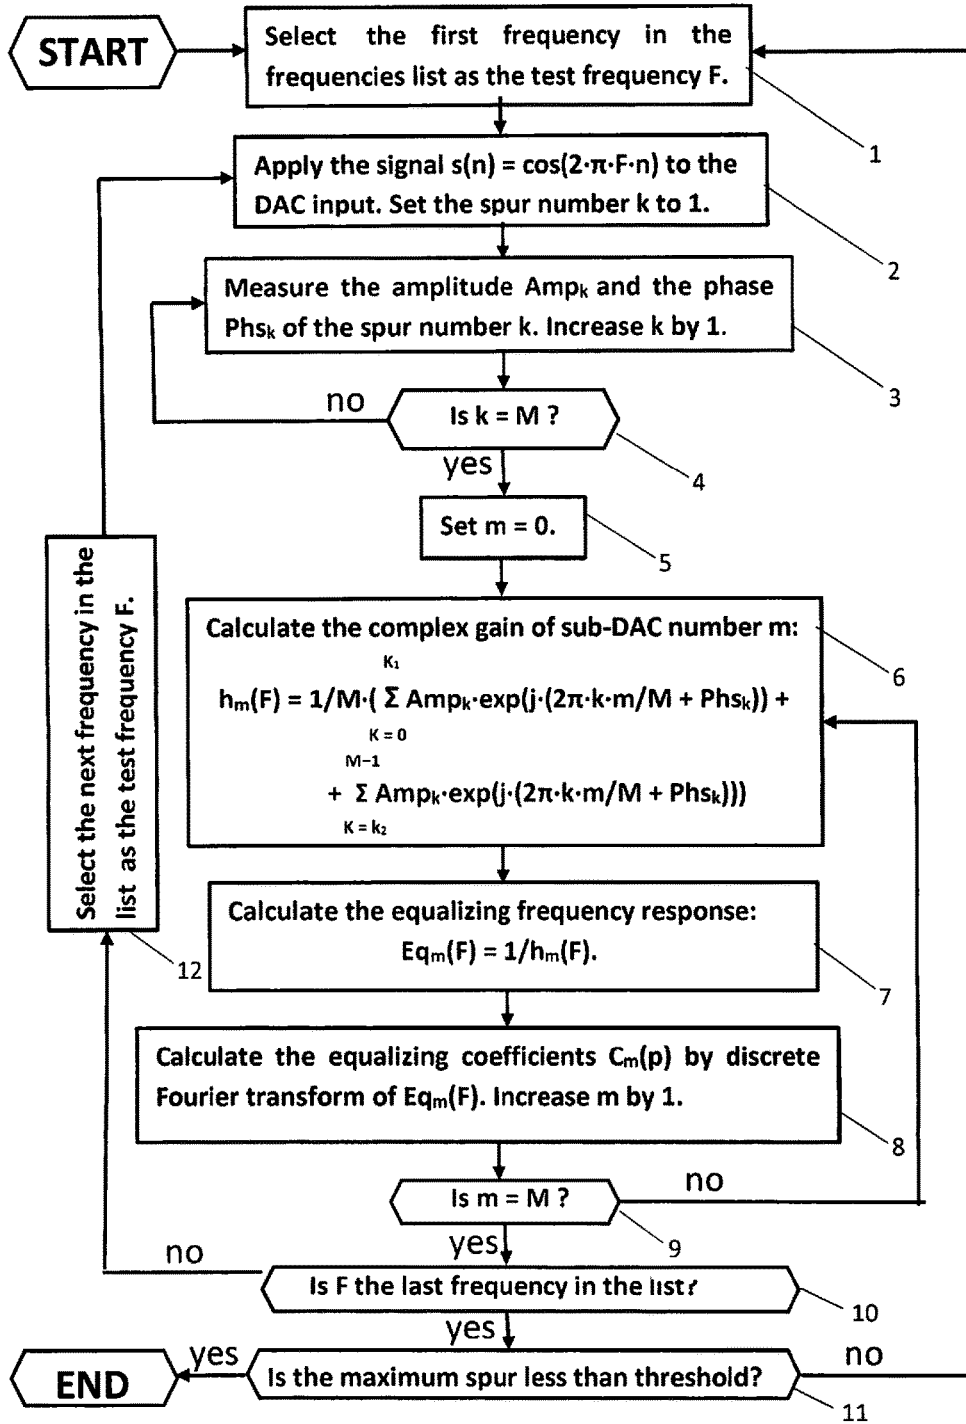 START
Select the first frequency in the
frequencies list as the test frequency F.
1
Apply the signal s(n) = cos(2·π·F·n) to the
DAC input. Set the spur number k to 1.
2
Measure the amplitude Ampₖ and the phase
Phsₖ of the spur number k. Increase k by 1.
3
no
Is k = M ?
4
yes
Set m = 0.
5
Calculate the complex gain of sub-DAC number m:
K₁
hₘ(F) = 1/M·( Σ Ampₖ·exp(j·(2π·k·m/M + Phsₖ)) +
K = 0
M−1
+ Σ Ampₖ·exp(j·(2π·k·m/M + Phsₖ)))
K = k₂
6
Select the next frequency in the
list as the test frequency F.
12
Calculate the equalizing frequency response:
Eqₘ(F) = 1/hₘ(F).
7
Calculate the equalizing coefficients Cₘ(p) by discrete
Fourier transform of Eqₘ(F). Increase m by 1.
8
Is m = M ?
no
9
yes
no
Is F the last frequency in the list?
10
yes
END
yes
Is the maximum spur less than threshold?
no
11